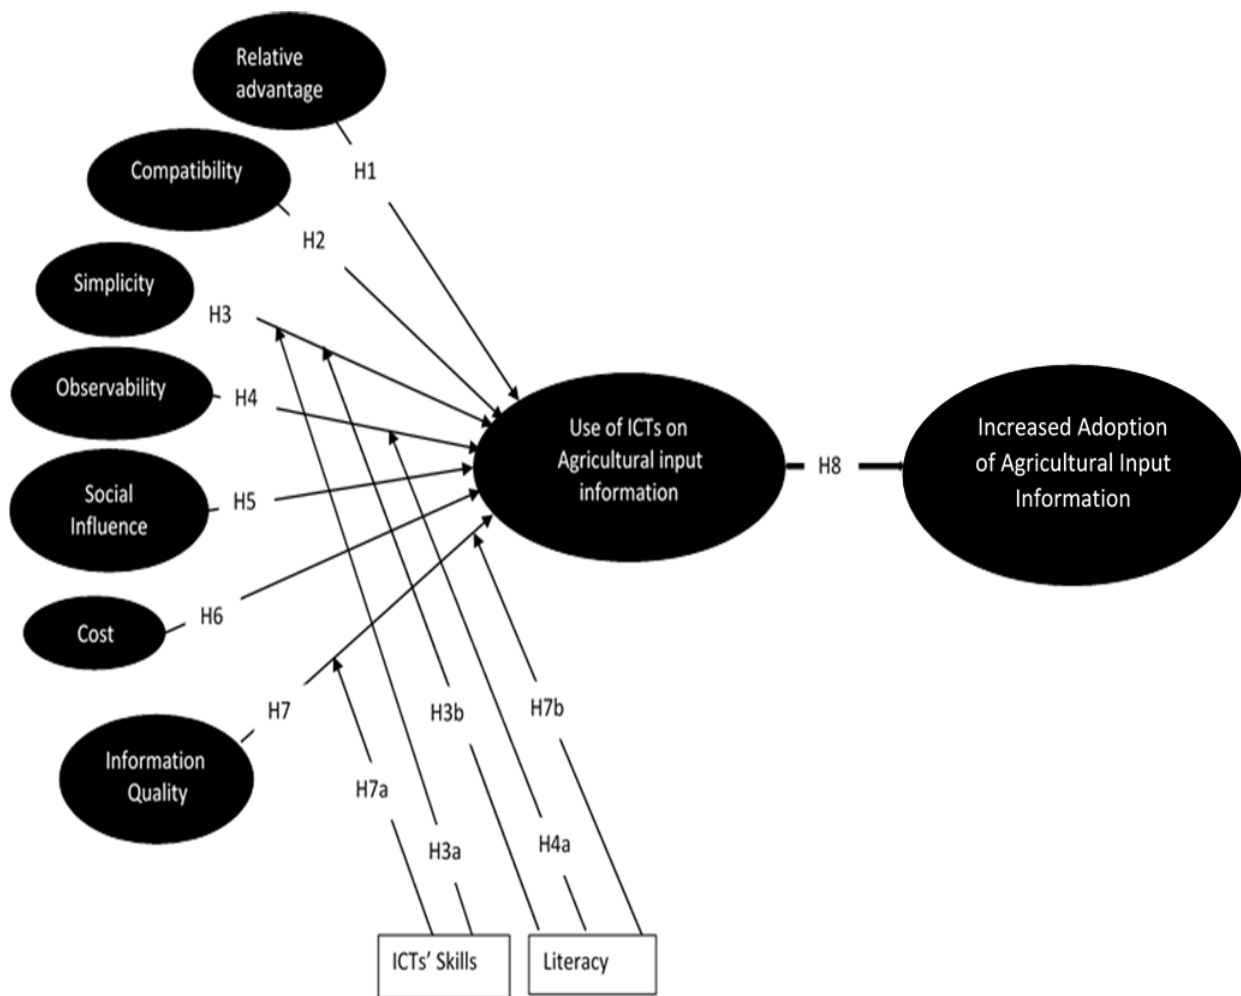 Relative
advantage
H1
Compatibility
H2
Simplicity
H3
Observability
H4
Social
Influence
H5
Cost
H6
Information
Quality
H7
Use of ICTs on
Agricultural input
information
H8
Increased Adoption
of Agricultural Input
Information
H7a
H3a
H3b
H4a
H7b
ICTs' Skills
Literacy